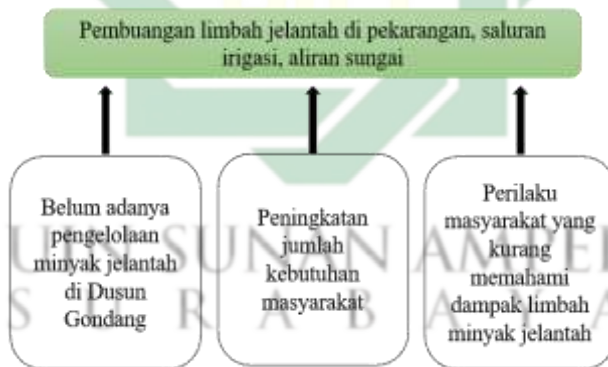 Pembuangan limbah jelantah di pekarangan, saluran
irigasi, aliran sungai
Belum adanya
pengelolaan
minyak jelantah
di Dusun
Gondang
Peningkatan
jumlah
kebutuhan
masyarakat
Perilaku
masyarakat yang
kurang
memahami
dampak limbah
minyak jelantah